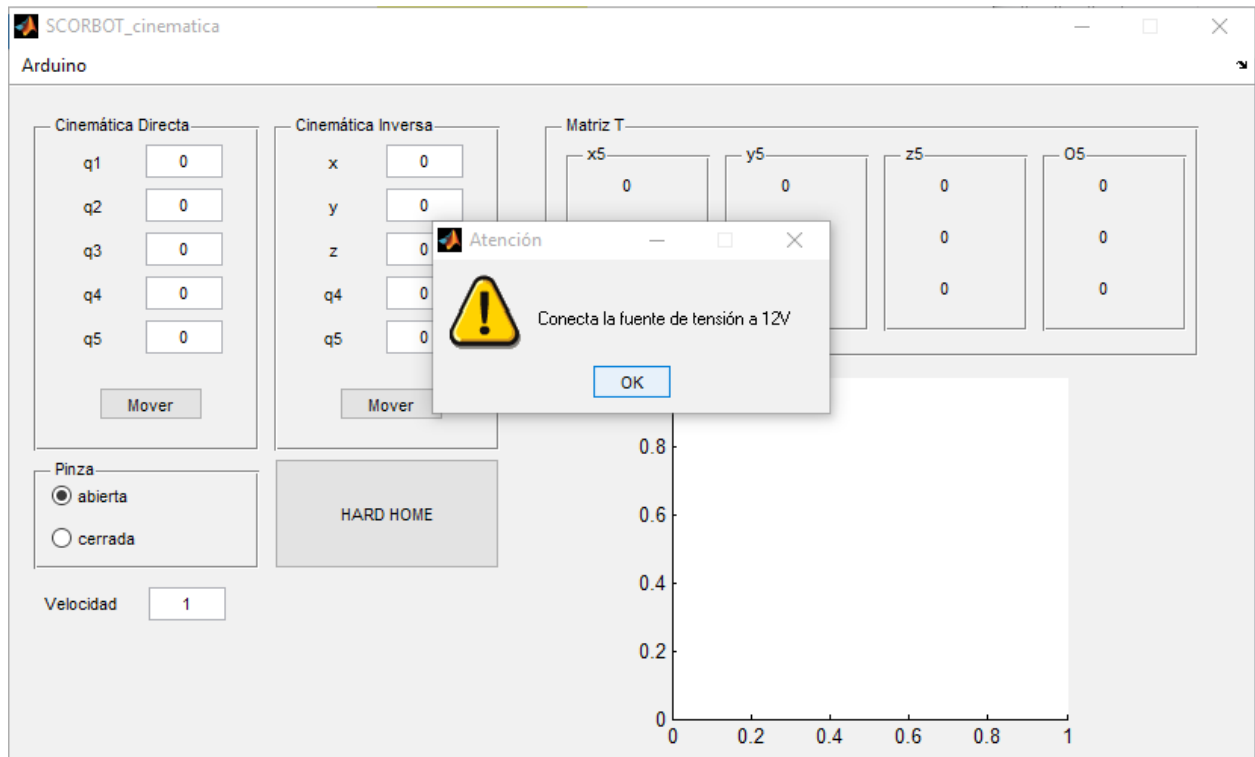 SCORBOT_cinematica
Arduino
Cinemática Directa
q1 0
q2 0
q3 0
q4 0
q5 0
Mover
Cinemática Inversa
x 0
y 0
z 0
q4 0
q5 0
Mover
Matriz T
x5 y5 z5 O5
0 0 0 0
0 0
0 0
Atención
Conecta la fuente de tensión a 12V
OK
Pinza
abierta
cerrada
HARD HOME
Velocidad 1
0.8
0.6
0.4
0.2
0
0 0.2 0.4 0.6 0.8 1